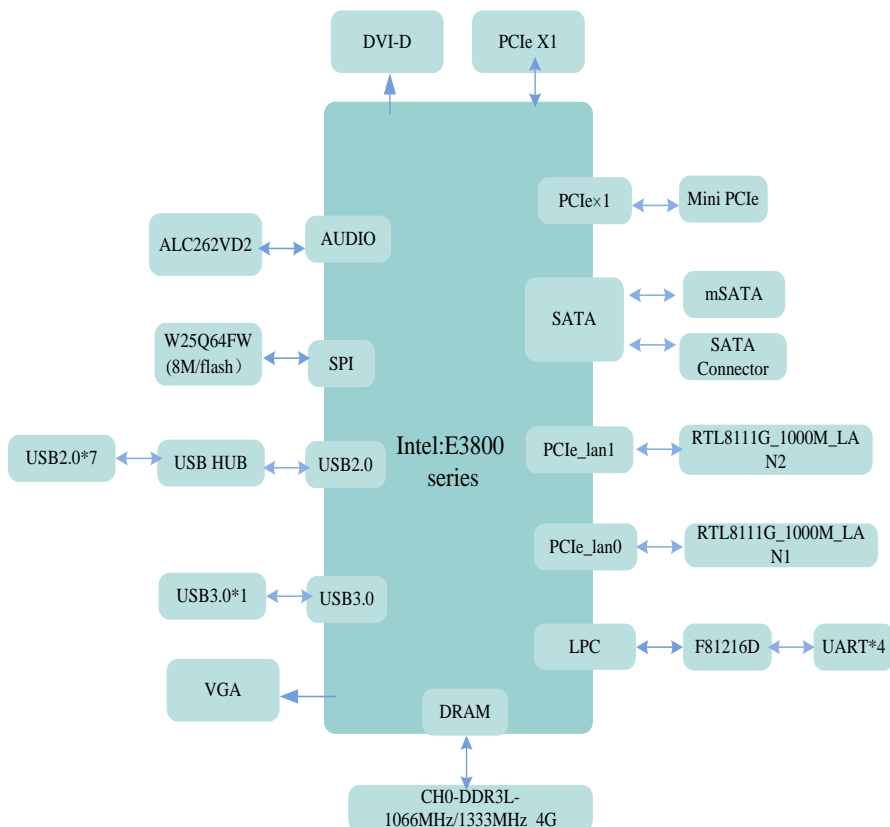 DVI-D
PCIe X1
PCIe×1
Mini PCIe
ALC262VD2
AUDIO
SATA
mSATA
SATA
Connector
W25Q64FW
(8M/flash）
SPI
Intel:E3800
series
USB2.0*7
USB HUB
USB2.0
PCIe_lan1
RTL8111G_1000M_LA
N2
PCIe_lan0
RTL8111G_1000M_LA
N1
USB3.0*1
USB3.0
LPC
F81216D
UART*4
VGA
DRAM
CH0-DDR3L-
1066MHz/1333MHz_4G